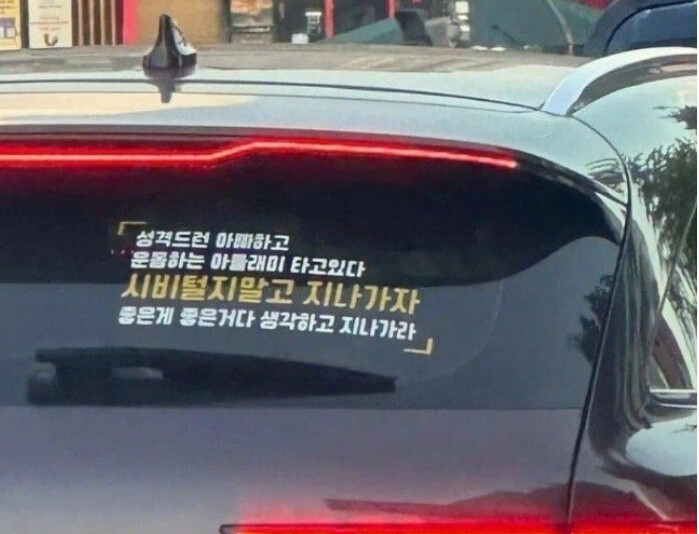 성격드런 아빠하고
운동하는 아들래미 타고있다
시비털지말고 지나가자
좋은게 좋은거다 생각하고 지나가라